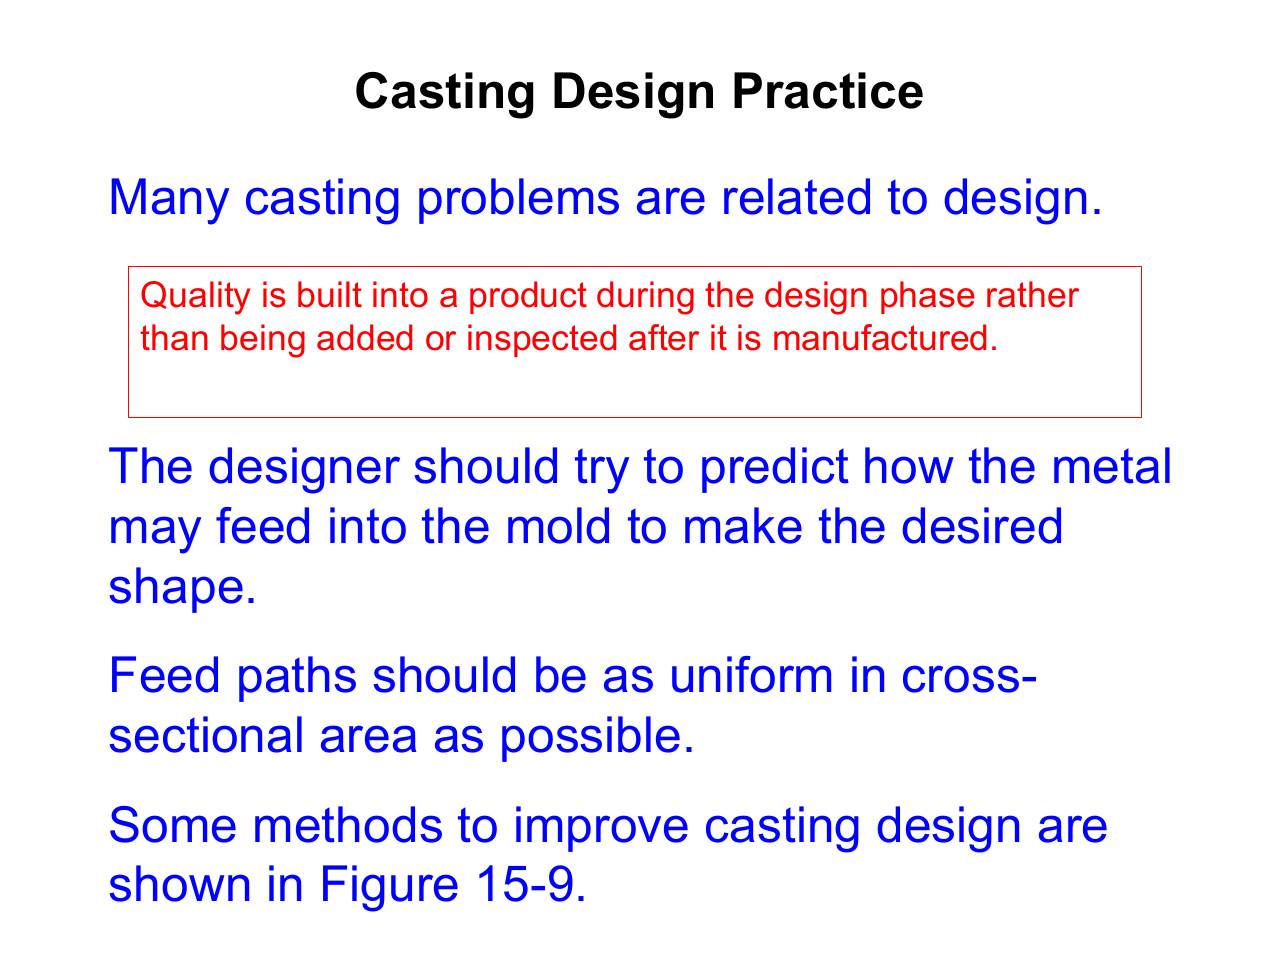 Casting Design Practice
Many casting problems are related to design.
Quality is built into a product during the design phase rather
than being added or inspected after it is manufactured.
The designer should try to predict how the metal
may feed into the mold to make the desired
shape.
Feed paths should be as uniform in cross-
sectional area as possible.
Some methods to improve casting design are
shown in Figure 15-9.